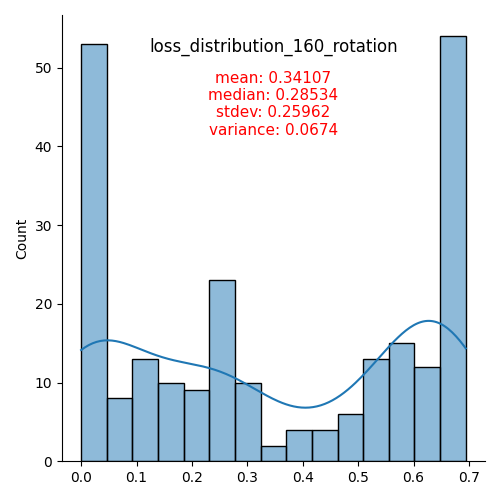 loss_distribution_160_rotation
mean: 0.34107
median: 0.28534
stdev: 0.25962
variance: 0.0674
Count
50
40
30
20
10
0
0.0 0.1 0.2 0.3 0.4 0.5 0.6 0.7